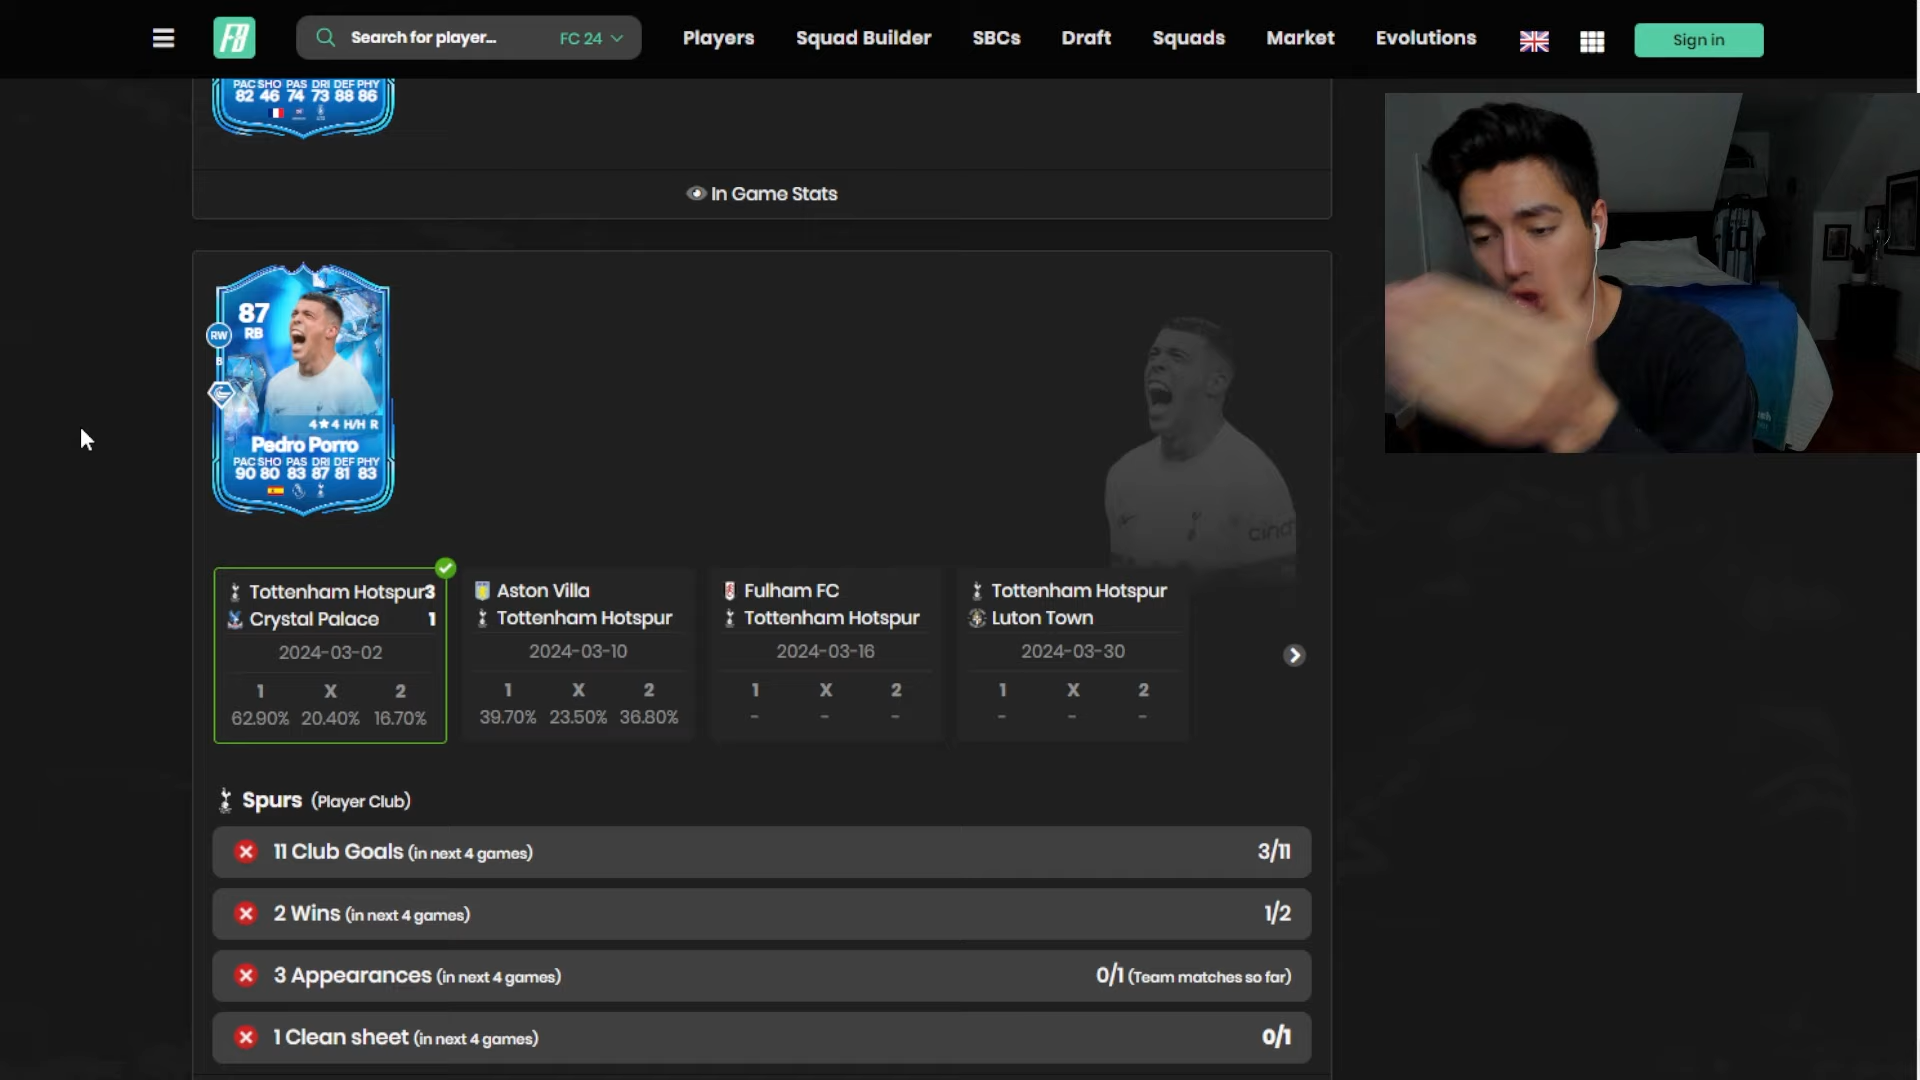 F8
Search for player...
FC 24
Players
Squad Builder
SBCs
Draft
Squads
Market
Evolutions
Sign in
PAC SHO PAS DRI DEF PHY
82 46 74 73 88 86
In Game Stats
87
RB
RW
8
4★4 H/H R
Pedro Porro
PAC SHO PAS DRI DEF PHY
90 80 83 87 81 83
Tottenham Hotspur 3
Crystal Palace 1
2024-03-02
1 X 2
62.90% 20.40% 16.70%
Aston Villa
Tottenham Hotspur
2024-03-10
1 X 2
39.70% 23.50% 36.80%
Fulham FC
Tottenham Hotspur
2024-03-16
1 X 2
- - -
Tottenham Hotspur
Luton Town
2024-03-30
1 X 2
- - -
Spurs (Player Club)
11 Club Goals (in next 4 games) 3/11
2 Wins (in next 4 games) 1/2
3 Appearances (in next 4 games) 0/1 (Team matches so far)
1 Clean sheet (in next 4 games) 0/1